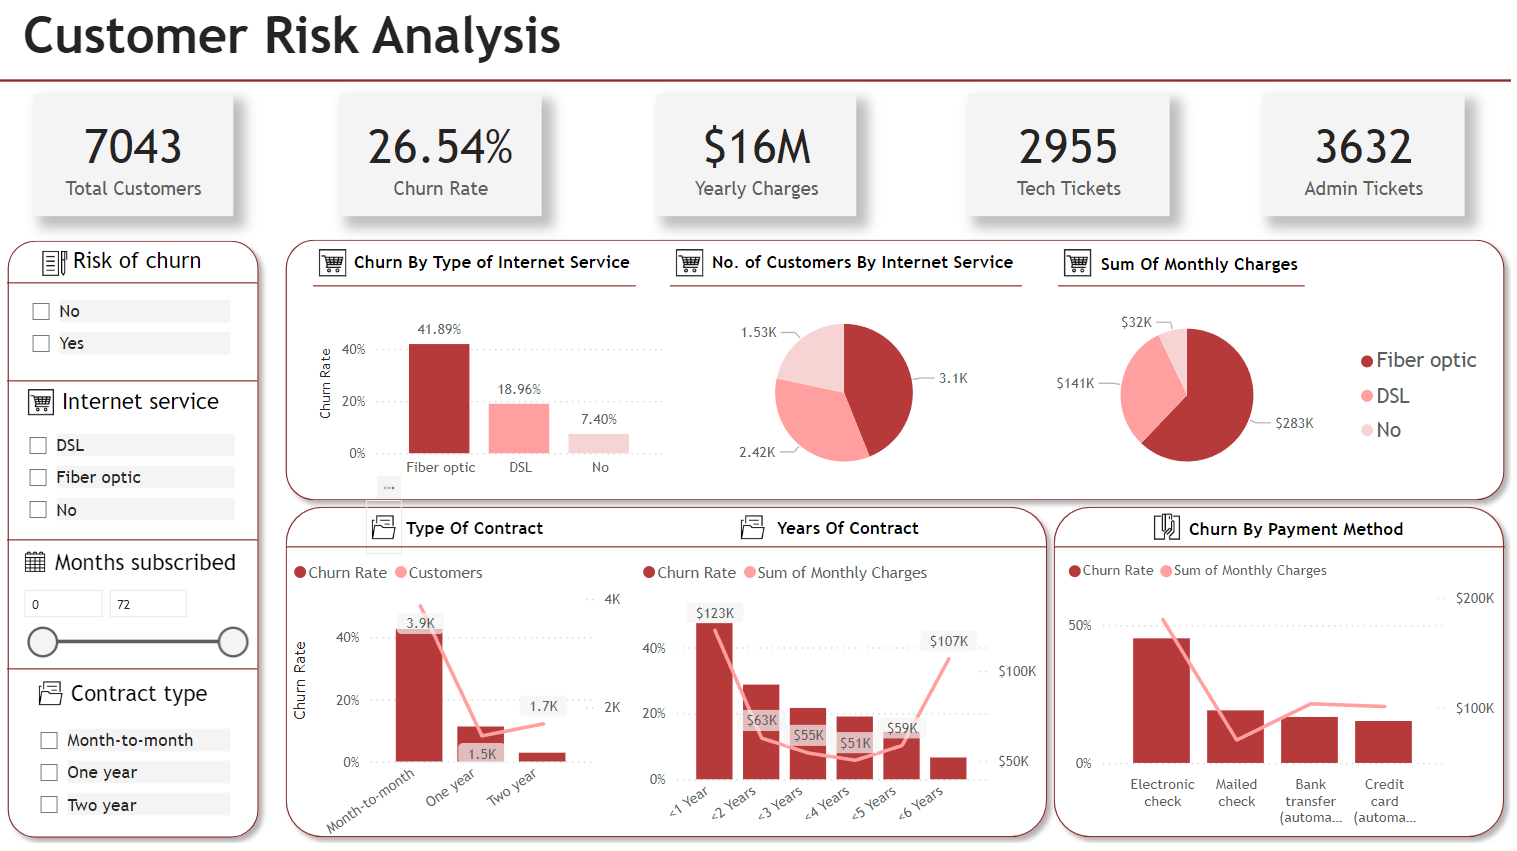 Customer Risk Analysis
7043
Total Customers
26.54%
Churn Rate
$16M
Yearly Charges
2955
Tech Tickets
3632
Admin Tickets
Risk of churn
No
Yes
Internet service
DSL
Fiber optic
No
Months subscribed
0
72
Contract type
Month-to-month
One year
Two year
Churn By Type of Internet Service
Churn Rate
40%
20%
0%
41.89%
18.96%
7.40%
Fiber optic
DSL
No
No. of Customers By Internet Service
1.53K
3.1K
2.42K
Sum Of Monthly Charges
$32K
$141K
$283K
Fiber optic
DSL
No
Type Of Contract
Churn Rate
Customers
Churn Rate
40%
20%
0%
4K
2K
3.9K
1.5K
1.7K
Month-to-month
One year
Two year
Years Of Contract
Churn Rate
Sum of Monthly Charges
40%
20%
0%
$100K
$50K
$123K
$63K
$55K
$51K
$59K
$107K
<1 Year
<2 Years
<3 Years
<4 Years
<5 Years
<6 Years
Churn By Payment Method
Churn Rate
Sum of Monthly Charges
50%
0%
$200K
$100K
Electronic
check
Mailed
check
Bank
transfer
(automa...
Credit
card
(automa...